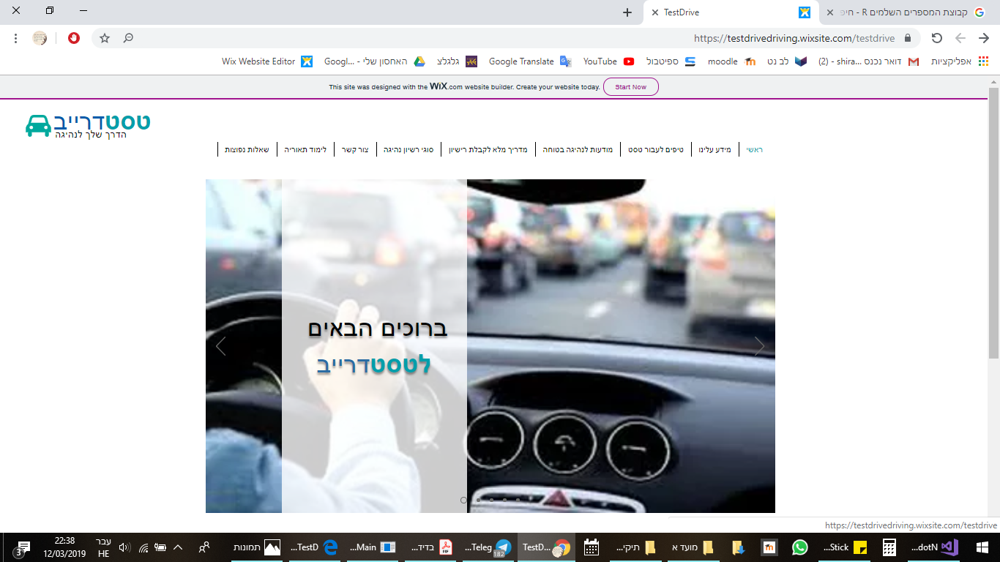 TestDrive
קבוצת המספרים השלמים R - חיפ
https://testdrivedriving.wixsite.com/testdrive
אפליקציות
דואר נכנס (2) - shira...
לב נט
moodle
ספיטבול
YouTube
Google Translate
גלגלצ
האחסון שלי - Googl...
Wix Website Editor
This site was designed with the WiX.com website builder. Create your website today.
Start Now
טסטדרייב
הדרך שלך לנהיגה
ראשי
מידע עלינו
טיפים לעבור טסט
מודעות לנהיגה בטוחה
מדריך מלא לקבלת רישיון
סוגי רשיון נהיגה
צור קשר
לימוד תאוריה
שאלות נפוצות
ברוכים הבאים
לטסטדרייב
https://testdrivedriving.wixsite.com/testdrive
dotN...
Stick...
מועד א
תיקי...
TestD...
Teleg...
182
בדיד...
Main...
TestD...
תמונות
עבר
HE
22:38
12/03/2019
3